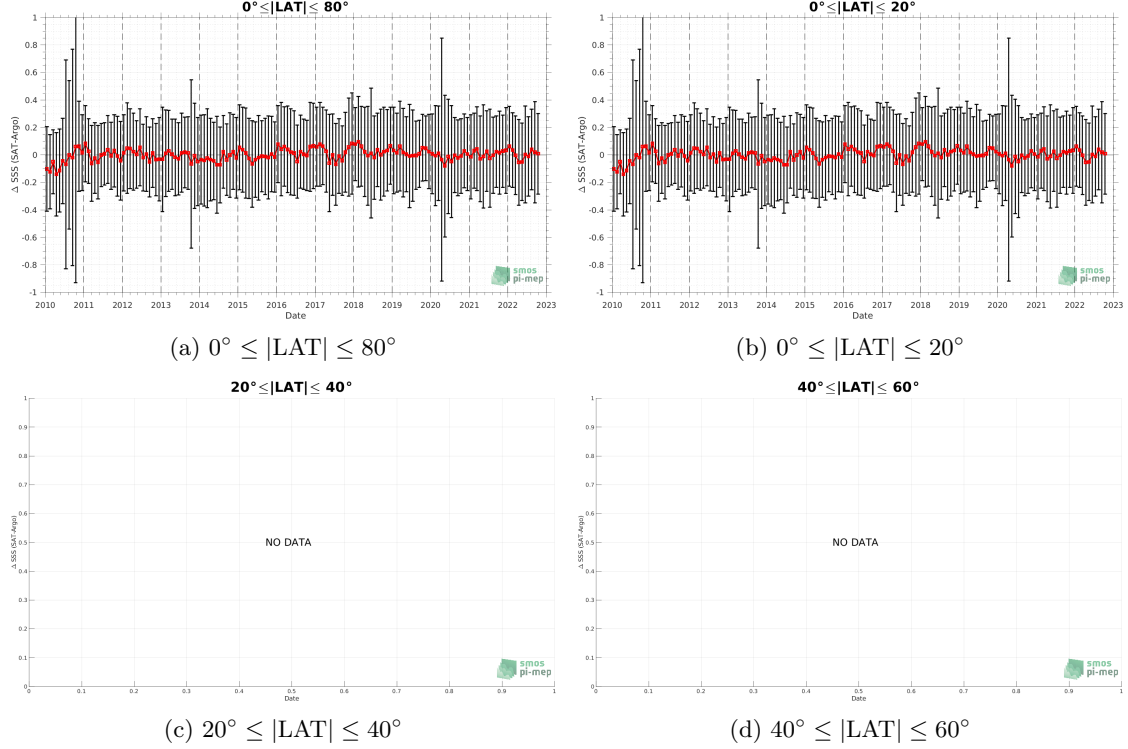 0°≤|LAT|≤ 80°
1
0.8
0.6
0.4
0.2
0
-0.2
-0.4
-0.6
-0.8
-1
Δ SSS (SAT-Argo)
2010 2011 2012 2013 2014 2015 2016 2017 2018 2019 2020 2021 2022 2023
Date
smos
pi-mep
(a) 0° ≤ |LAT| ≤ 80°
0°≤|LAT|≤ 20°
1
0.8
0.6
0.4
0.2
0
-0.2
-0.4
-0.6
-0.8
-1
Δ SSS (SAT-Argo)
2010 2011 2012 2013 2014 2015 2016 2017 2018 2019 2020 2021 2022 2023
Date
smos
pi-mep
(b) 0° ≤ |LAT| ≤ 20°
20°≤|LAT|≤ 40°
1
0.9
0.8
0.7
0.6
0.5
0.4
0.3
0.2
0.1
0
Δ SSS (SAT-Argo)
NO DATA
0 0.1 0.2 0.3 0.4 0.5 0.6 0.7 0.8 0.9 1
Date
smos
pi-mep
(c) 20° ≤ |LAT| ≤ 40°
40°≤|LAT|≤ 60°
1
0.9
0.8
0.7
0.6
0.5
0.4
0.3
0.2
0.1
0
Δ SSS (SAT-Argo)
NO DATA
0 0.1 0.2 0.3 0.4 0.5 0.6 0.7 0.8 0.9 1
Date
smos
pi-mep
(d) 40° ≤ |LAT| ≤ 60°